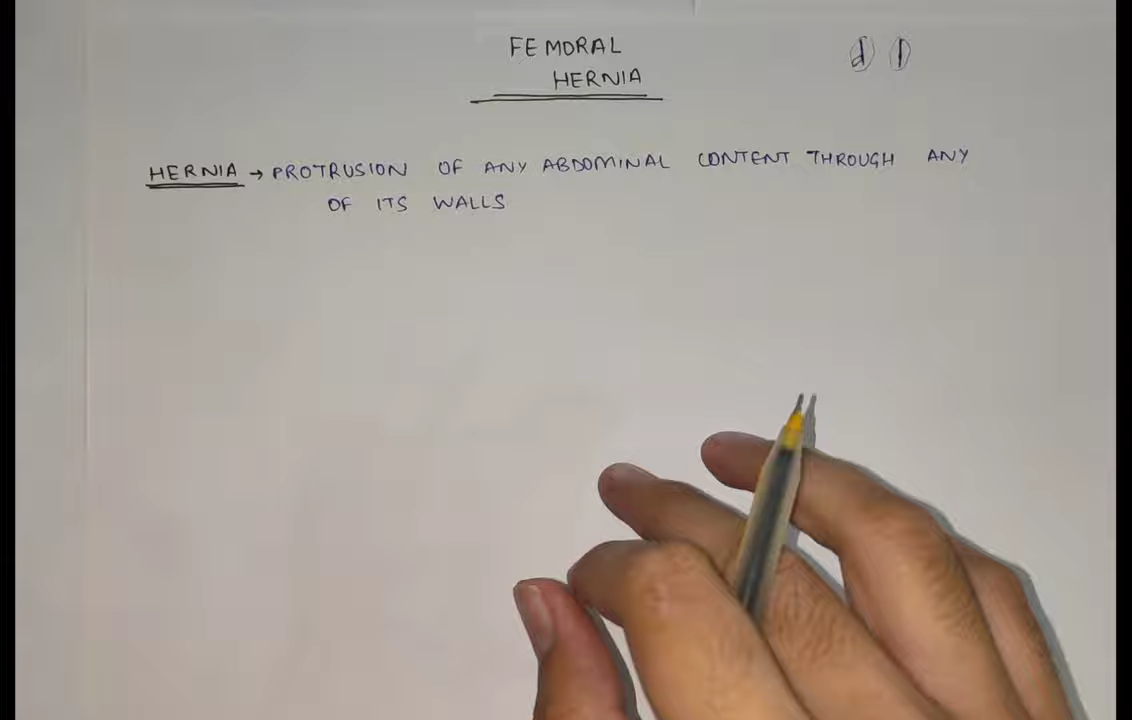 FEMORAL
HERNIA
HERNIA → PROTRUSION OF ANY ABDOMINAL CONTENT THROUGH ANY
OF ITS WALLS